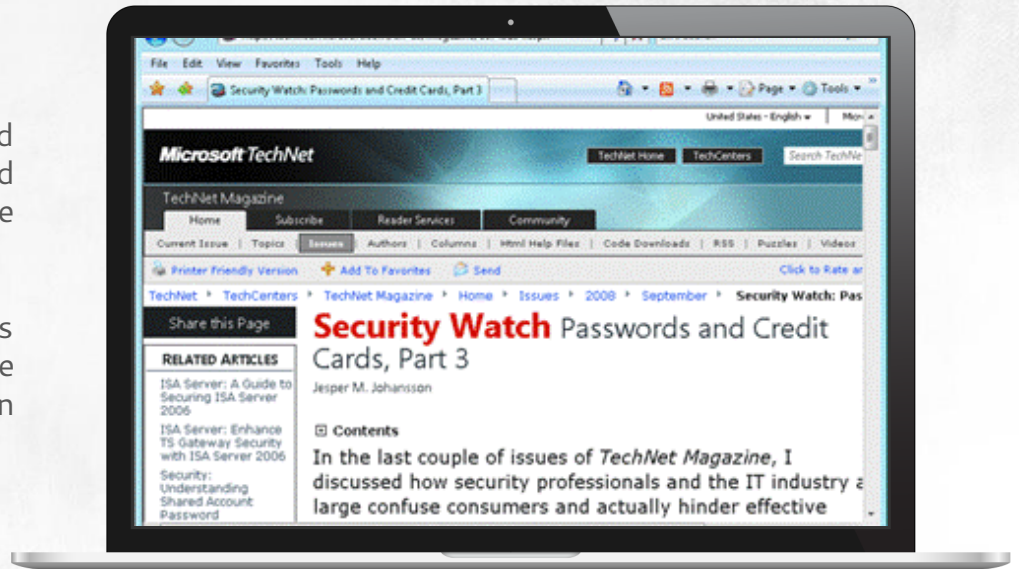 d
d
e
s
e
n
File Edit View Favorites Tools Help
Security Watch: Passwords and Credit Cards, Part 3
Page Tools
United States - English
Microsoft TechNet
TechNet Home TechCenters Search TechNe
TechNet Magazine
Home Subscribe Reader Services Community
Current Issue | Topics | Issues | Authors | Columns | Html Help Files | Code Downloads | RSS | Puzzles | Videos
Printer Friendly Version Add To Favorites Send Click to Rate an
TechNet TechCenters TechNet Magazine Home Issues 2008 September Security Watch: Pas
Share this Page
Security Watch Passwords and Credit
Cards, Part 3
Jesper M. Johansson
RELATED ARTICLES
ISA Server: A Guide to
Securing ISA Server
2006
ISA Server: Enhance
TS Gateway Security
with ISA Server 2006
Security:
Understanding
Shared Account
Password
Contents
In the last couple of issues of TechNet Magazine, I
discussed how security professionals and the IT industry a
large confuse consumers and actually hinder effective